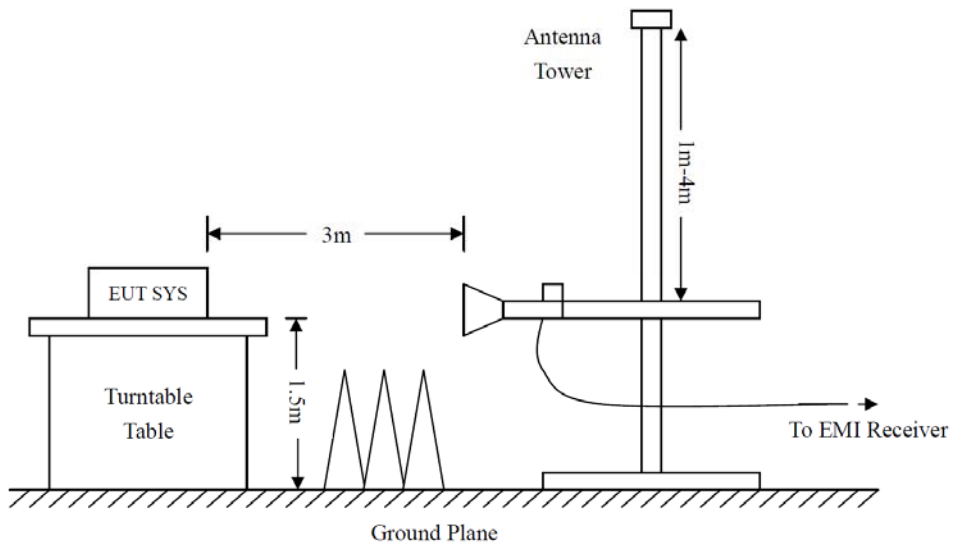 Antenna
Tower
1m-4m
3m
EUT SYS
1.5m
Turntable
Table
To EMI Receiver
Ground Plane